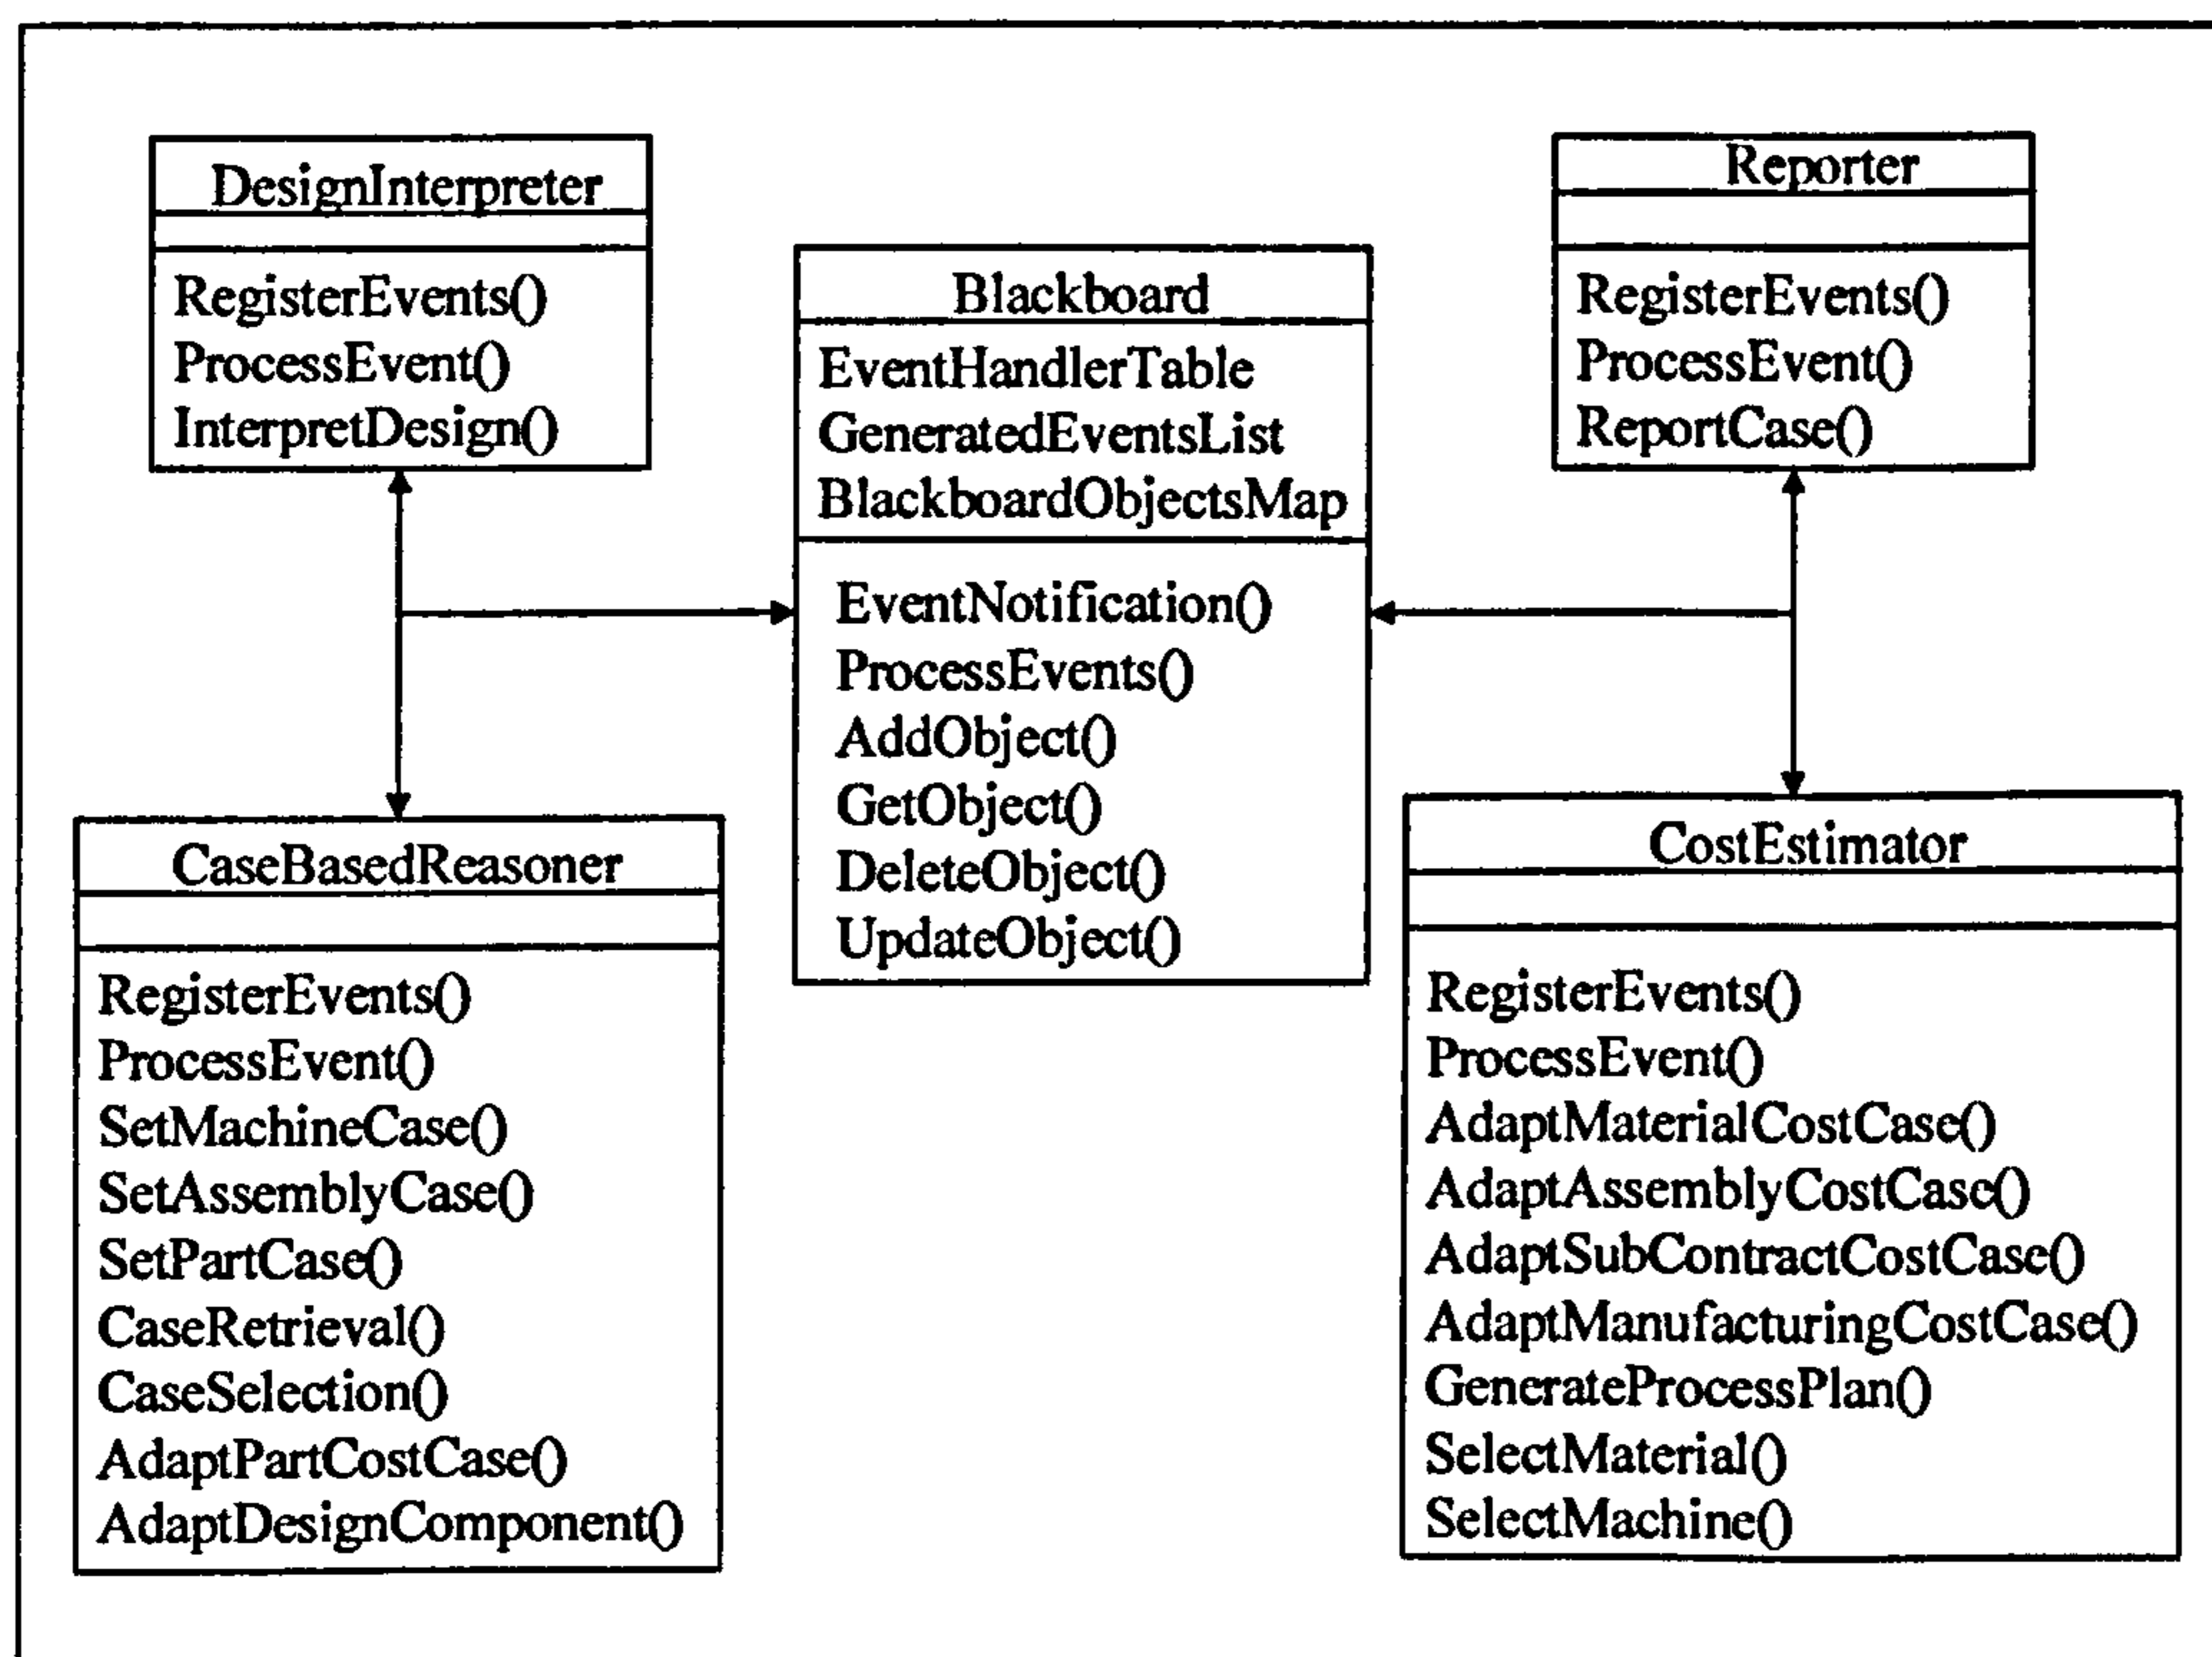 DesignInterpreter
RegisterEvents()
ProcessEvent()
InterpretDesign()
Blackboard
EventHandlerTable
GeneratedEventsList
BlackboardObjectsMap
EventNotification()
ProcessEvents()
AddObject()
GetObject()
DeleteObject()
UpdateObject()
Reporter
RegisterEvents()
ProcessEvent()
ReportCase()
CaseBasedReasoner
RegisterEvents()
ProcessEvent()
SetMachineCase()
SetAssemblyCase()
SetPartCase()
CaseRetrieval()
CaseSelection()
AdaptPartCostCase()
AdaptDesignComponent()
CostEstimator
RegisterEvents()
ProcessEvent()
AdaptMaterialCostCase()
AdaptAssemblyCostCase()
AdaptSubContractCostCase()
AdaptManufacturingCostCase()
GenerateProcessPlan()
SelectMaterial()
SelectMachine()